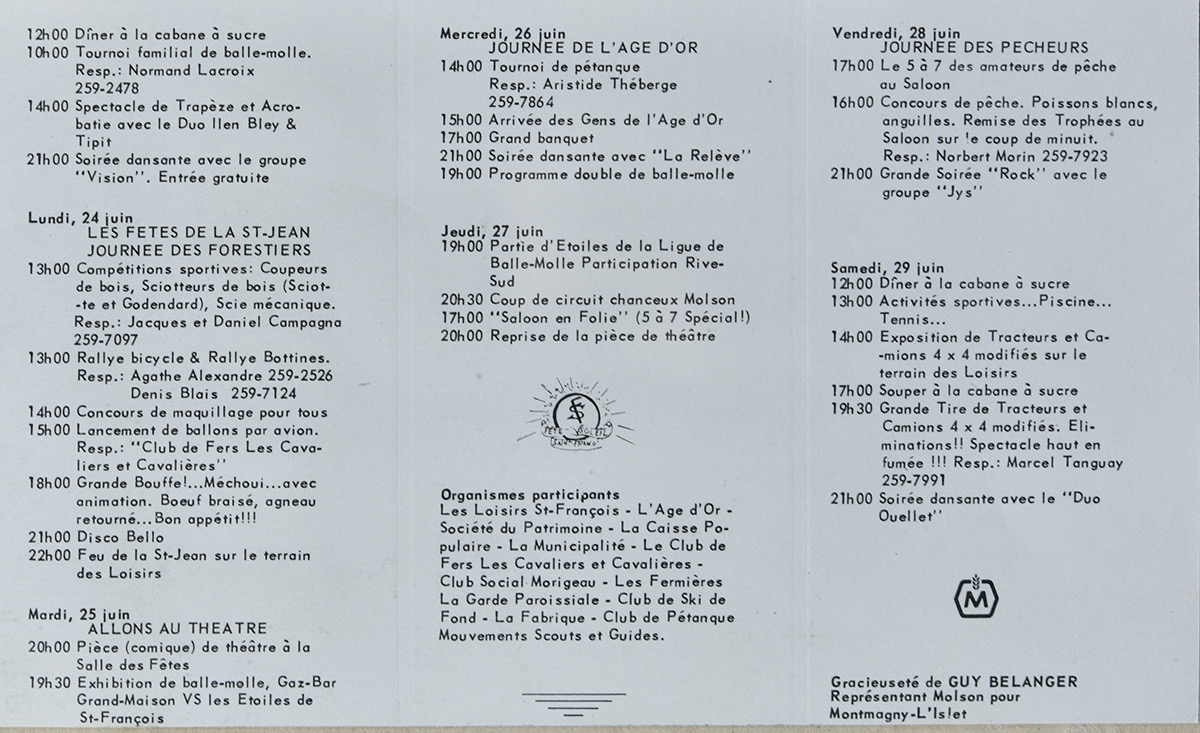 12h00 Dîner à la cabane à sucre
10h00 Tournoi familial de balle-molle.
Resp.: Normand Lacroix
259-2478
14h00 Spectacle de Trapèze et Acro-
batie avec le Duo Ilen Bley &
Tipit
21h00 Soirée dansante avec le groupe
"Vision". Entrée gratuite
Lundi, 24 juin
LES FETES DE LA ST-JEAN
JOURNEE DES FORESTIERS
13h00 Compétitions sportives: Coupeurs
de bois, Sciotteurs de bois (Sciot-
-te et Godendard), Scie mécanique.
Resp.: Jacques et Daniel Campagna
259-7097
13h00 Rallye bicycle & Rallye Bottines.
Resp.: Agathe Alexandre 259-2526
Denis Blais 259-7124
14h00 Concours de maquillage pour tous
15h00 Lancement de ballons par avion.
Resp.: "Club de Fers Les Cava-
liers et Cavalières"
18h00 Grande Bouffe!...Méchoui...avec
animation. Boeuf braisé, agneau
retourné...Bon appétit!!!
21h00 Disco Bello
22h00 Feu de la St-Jean sur le terrain
des Loisirs
Mardi, 25 juin
ALLONS AU THEATRE
20h00 Pièce (comique) de théâtre à la
Salle des Fêtes
19h30 Exhibition de balle-molle, Gaz-Bar
Grand-Maison VS les Etoiles de
St-François
Mercredi, 26 juin
JOURNEE DE L'AGE D'OR
14h00 Tournoi de pétanque
Resp.: Aristide Théberge
259-7864
15h00 Arrivée des Gens de l'Age d'Or
17h00 Grand banquet
21h00 Soirée dansante avec "La Relève"
19h00 Programme double de balle-molle
Jeudi, 27 juin
19h00 Partie d'Etoiles de la Ligue de
Balle-Molle Participation Rive-
Sud
20h30 Coup de circuit chanceux Molson
17h00 "Saloon en Folie" (5 à 7 Spécial!)
20h00 Reprise de la pièce de théâtre
FETE SOLEIL
Organismes participants
Les Loisirs St-François - L'Age d'Or -
Société du Patrimoine - La Caisse Po-
pulaire - La Municipalité - Le Club de
Fers Les Cavaliers et Cavalières -
Club Social Morigeau - Les Fermières
La Garde Paroissiale - Club de Ski de
Fond - La Fabrique - Club de Pétanque
Mouvements Scouts et Guides.
Vendredi, 28 juin
JOURNEE DES PECHEURS
17h00 Le 5 à 7 des amateurs de pêche
au Saloon
16h00 Concours de pêche. Poissons blancs,
anguilles. Remise des Trophées au
Saloon sur le coup de minuit.
Resp.: Norbert Morin 259-7923
21h00 Grande Soirée "Rock" avec le
groupe "Jys"
Samedi, 29 juin
12h00 Dîner à la cabane à sucre
13h00 Activités sportives...Piscine...
Tennis...
14h00 Exposition de Tracteurs et Ca-
-mions 4 x 4 modifiés sur le
terrain des Loisirs
17h00 Souper à la cabane à sucre
19h30 Grande Tire de Tracteurs et
Camions 4 x 4 modifiés. Eli-
minations!! Spectacle haut en
fumée !!! Resp.: Marcel Tanguay
259-7991
21h00 Soirée dansante avec le "Duo
Ouellet"
M
Gracieuseté de GUY BELANGER
Représentant Molson pour
Montmagny-L'Islet